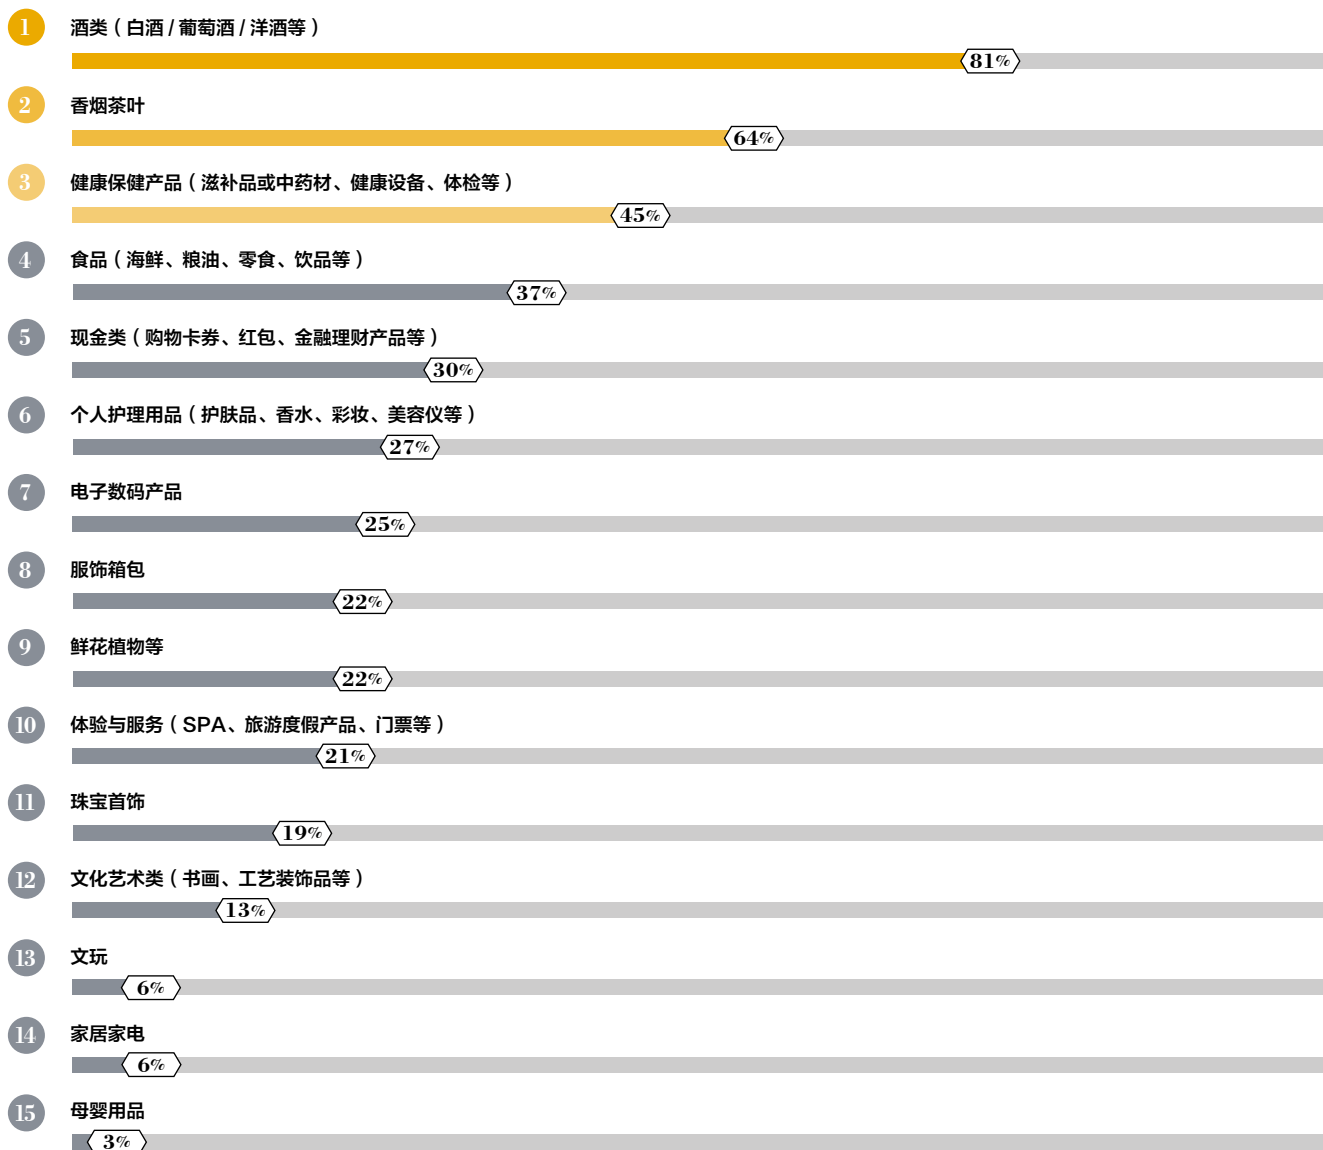 1
酒类（白酒 / 葡萄酒 / 洋酒等）
81%
2
香烟茶叶
64%
3
健康保健产品（滋补品或中药材、健康设备、体检等）
45%
4
食品（海鲜、粮油、零食、饮品等）
37%
5
现金类（购物卡券、红包、金融理财产品等）
30%
6
个人护理用品（护肤品、香水、彩妆、美容仪等）
27%
7
电子数码产品
25%
8
服饰箱包
22%
9
鲜花植物等
22%
10
体验与服务（SPA、旅游度假产品、门票等）
21%
11
珠宝首饰
19%
12
文化艺术类（书画、工艺装饰品等）
13%
13
文玩
6%
14
家居家电
6%
15
母婴用品
3%